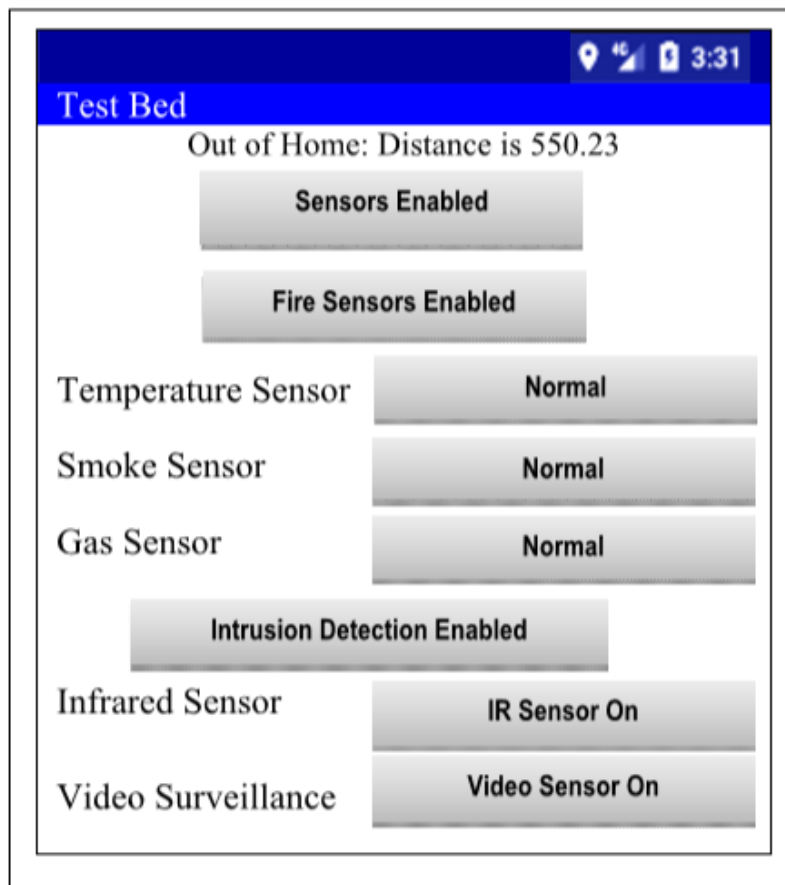 4G 3:31
Test Bed
Out of Home: Distance is 550.23
Sensors Enabled
Fire Sensors Enabled
Temperature Sensor Normal
Smoke Sensor Normal
Gas Sensor Normal
Intrusion Detection Enabled
Infrared Sensor IR Sensor On
Video Surveillance Video Sensor On